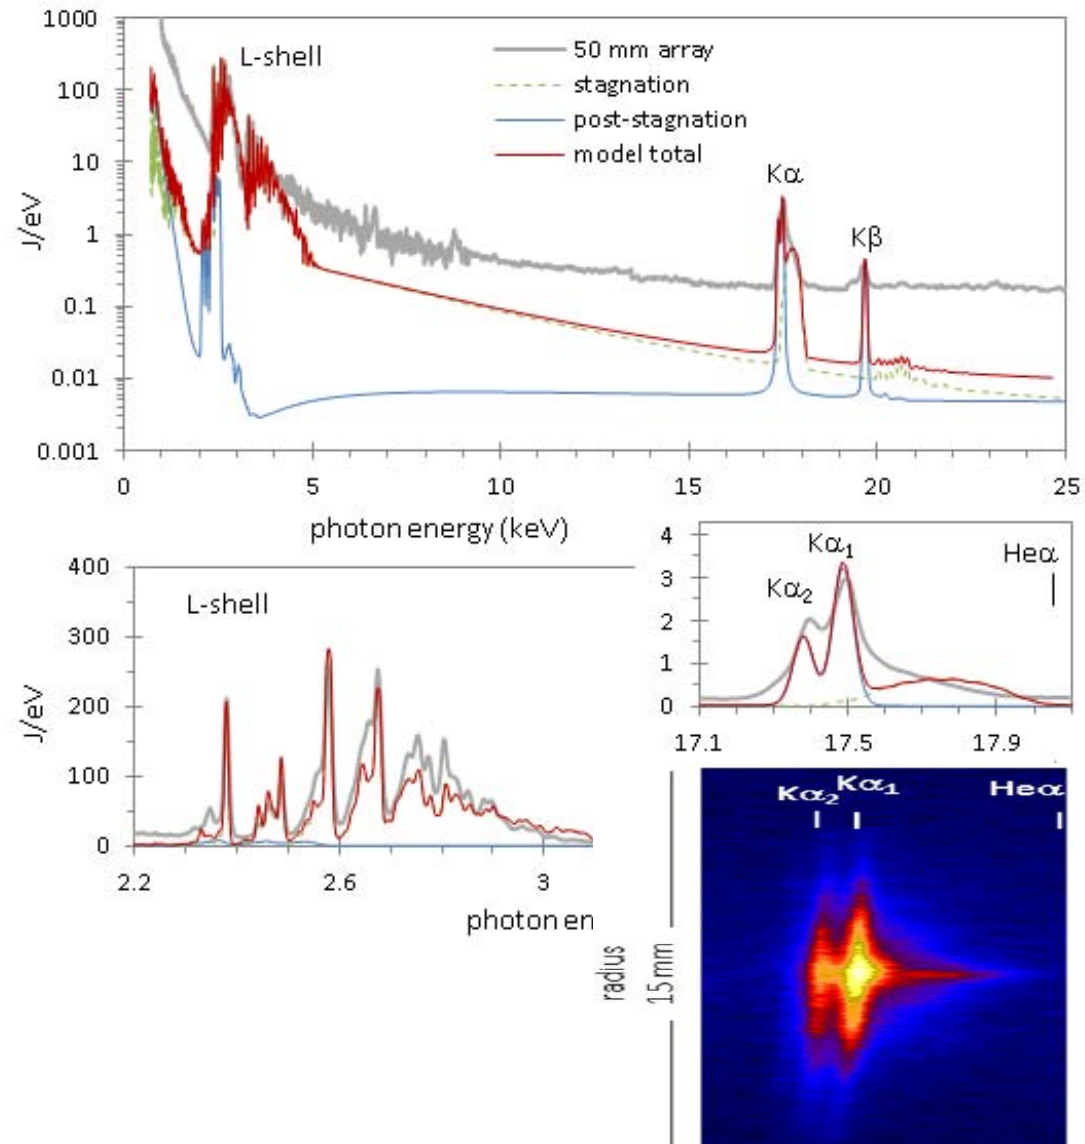 1000
100
10
1
0.1
0.01
0.001
J/eV
L-shell
50 mm array
stagnation
post-stagnation
model total
Kα
Kβ
0 5 10 15 20 25
photon energy (keV)
400
300
200
100
0
J/eV
L-shell
2.2 2.6 3
photon en
4
3
2
1
0
Kα1
Kα2
Heα
17.1 17.5 17.9
Kα2 Kα1 Heα
radius
15 mm